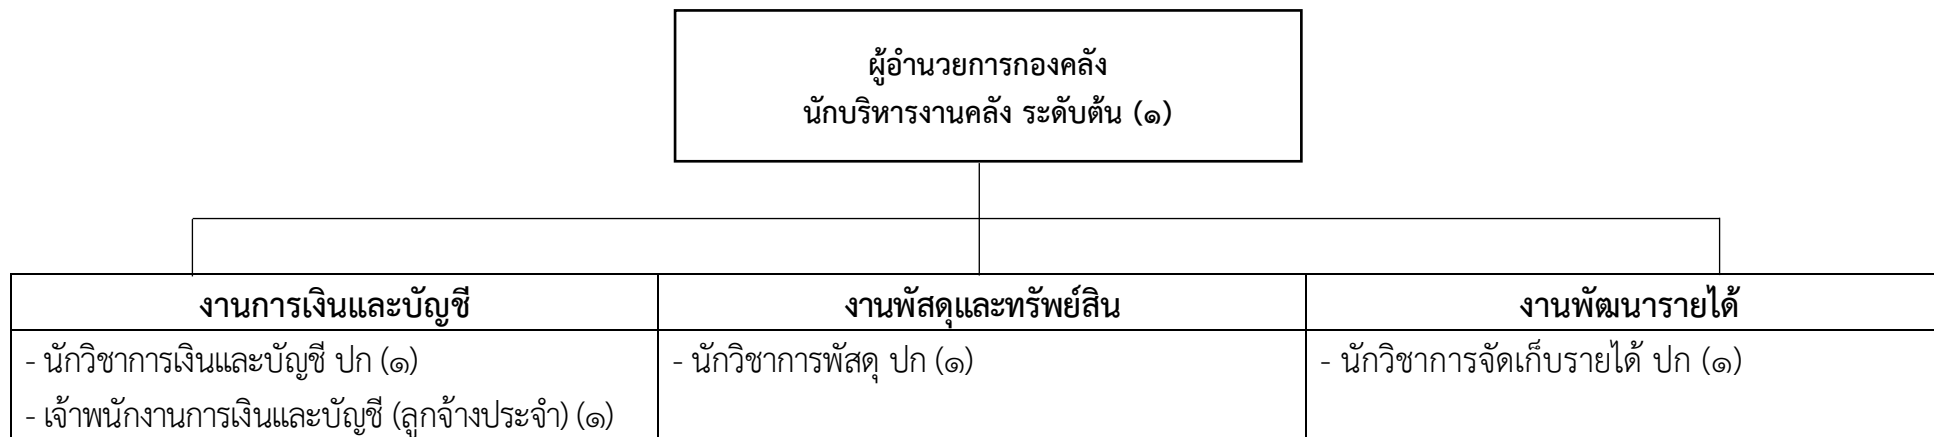 ผู้อำนวยการกองคลัง
นักบริหารงานคลัง ระดับต้น (๑)
งานการเงินและบัญชี
- นักวิชาการเงินและบัญชี ปก (๑)
- เจ้าพนักงานการเงินและบัญชี (ลูกจ้างประจำ) (๑)
งานพัสดุและทรัพย์สิน
- นักวิชาการพัสดุ ปก (๑)
งานพัฒนารายได้
- นักวิชาการจัดเก็บรายได้ ปก (๑)